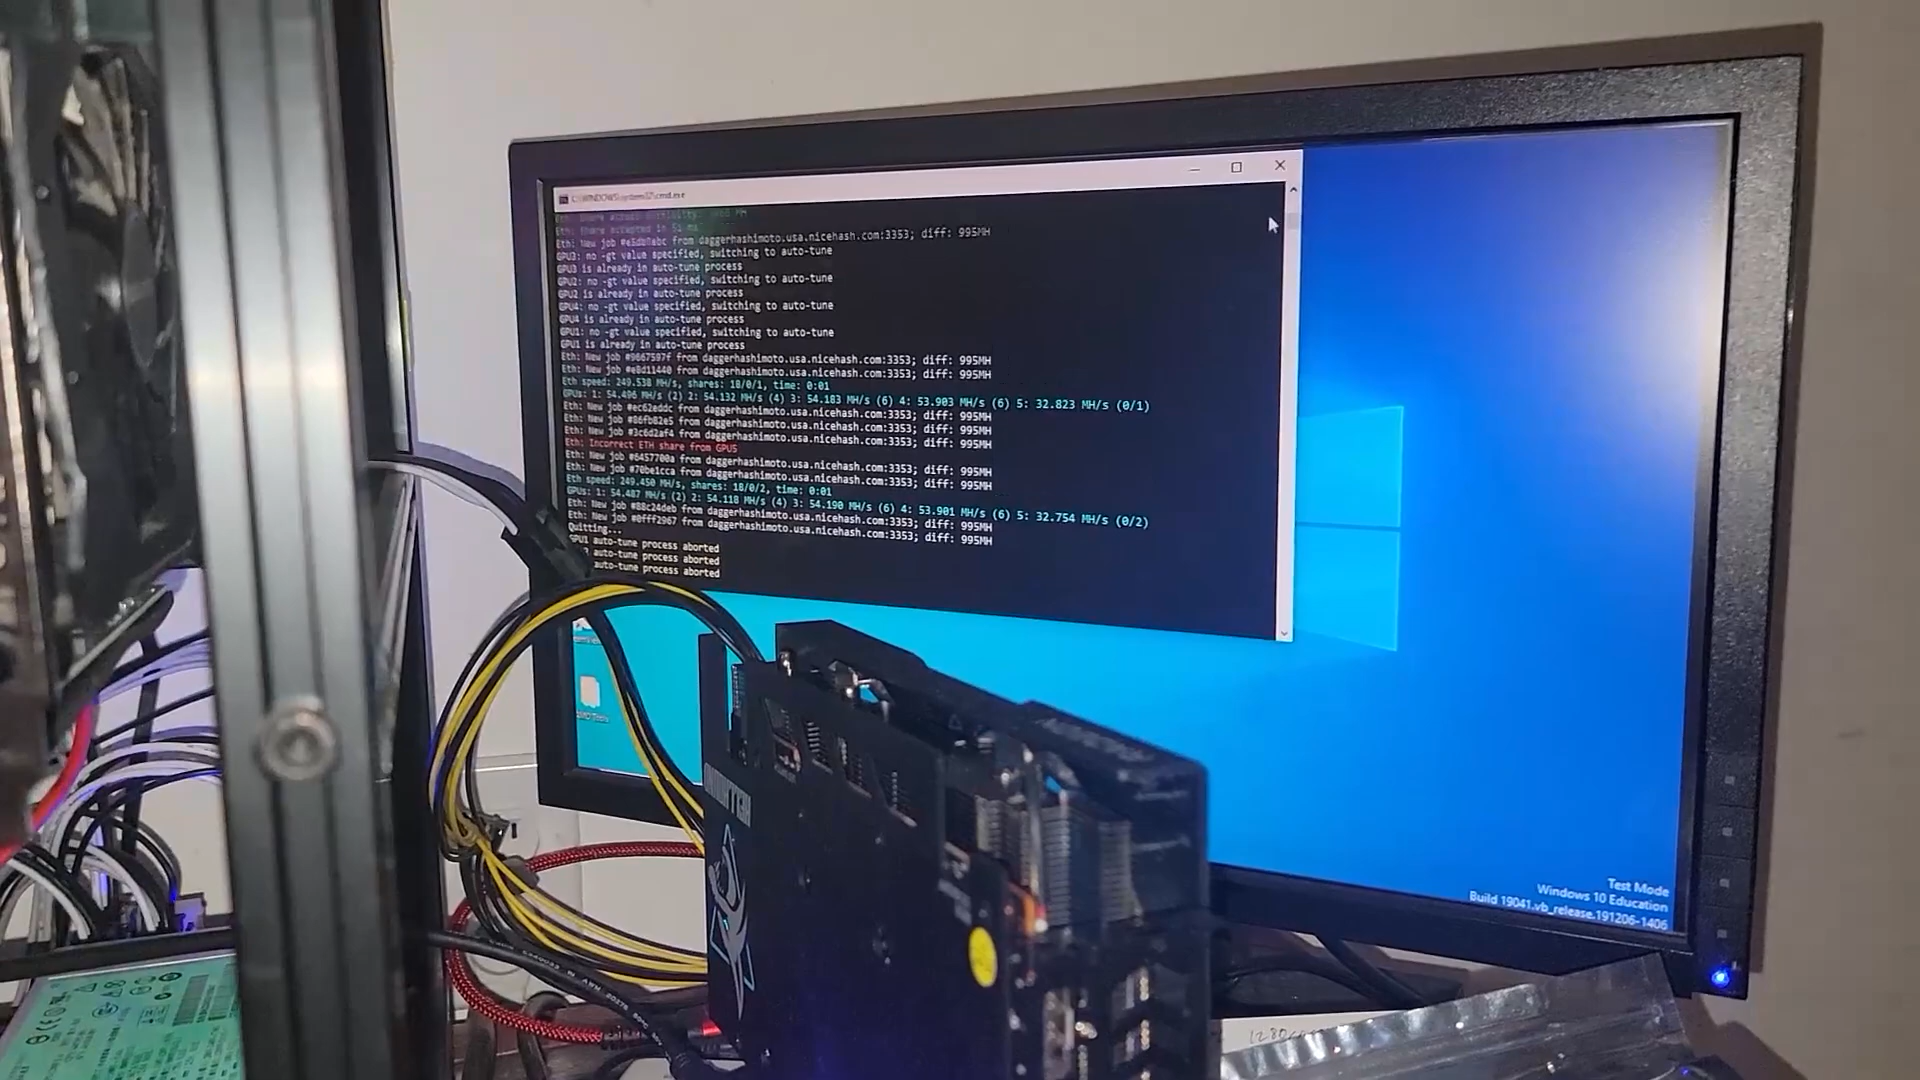 C:\WINDOWS\system32\cmd.exe
Eth: Share accepted in 51 ms
Eth: New job from daggerhashimoto.usa.nicehash.com:3353; diff: 995MH
GPU3: no -gt value specified, switching to auto-tune
GPU3 is already in auto-tune process
GPU2: no -gt value specified, switching to auto-tune
GPU2 is already in auto-tune process
GPU4: no -gt value specified, switching to auto-tune
GPU4 is already in auto-tune process
GPU1: no -gt value specified, switching to auto-tune
GPU1 is already in auto-tune process
Eth: New job #9667597f from daggerhashimoto.usa.nicehash.com:3353; diff: 995MH
Eth: New job #e8d11440 from daggerhashimoto.usa.nicehash.com:3353; diff: 995MH
Eth speed: 249.538 MH/s, shares: 18/0/1, time: 0:01
GPUs: 1: 54.496 MH/s (2) 2: 54.132 MH/s (4) 3: 54.183 MH/s (6) 4: 53.903 MH/s (6) 5: 32.823 MH/s (0/1)
Eth: New job #ec62eddc from daggerhashimoto.usa.nicehash.com:3353; diff: 995MH
Eth: New job #86fb82e5 from daggerhashimoto.usa.nicehash.com:3353; diff: 995MH
Eth: New job #3c6d2af4 from daggerhashimoto.usa.nicehash.com:3353; diff: 995MH
Eth: Incorrect ETH share from GPU5
Eth: New job #6457700a from daggerhashimoto.usa.nicehash.com:3353; diff: 995MH
Eth: New job #70be1cca from daggerhashimoto.usa.nicehash.com:3353; diff: 995MH
Eth speed: 249.450 MH/s, shares: 18/0/2, time: 0:01
GPUs: 1: 54.487 MH/s (2) 2: 54.118 MH/s (4) 3: 54.190 MH/s (6) 4: 53.901 MH/s (6) 5: 32.754 MH/s (0/2)
Eth: New job #88c24deb from daggerhashimoto.usa.nicehash.com:3353; diff: 995MH
Eth: New job #0fff2967 from daggerhashimoto.usa.nicehash.com:3353; diff: 995MH
Quitting...
GPU1 auto-tune process aborted
auto-tune process aborted
auto-tune process aborted
Test Mode
Windows 10 Education
Build 19041.vb_release.191206-1406